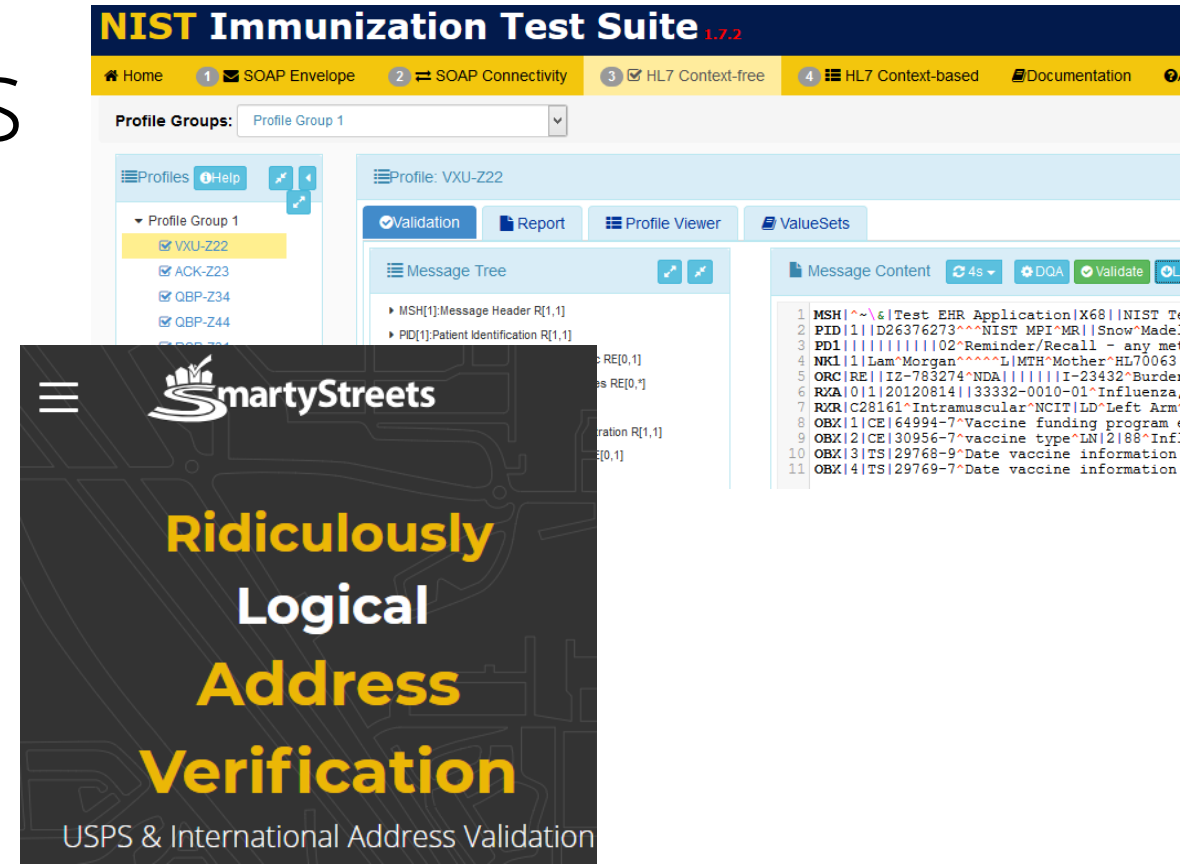 s
NIST Immunization Test Suite 1.7.2
Home 1 SOAP Envelope 2 SOAP Connectivity 3 HL7 Context-free 4 HL7 Context-based Documentation
Profile Groups: Profile Group 1
Profiles Help
Profile: VXU-Z22
Profile Group 1
VXU-Z22
ACK-Z23
QBP-Z34
QBP-Z44
Validation Report Profile Viewer ValueSets
Message Tree
MSH[1]:Message Header R[1,1]
PID[1]:Patient Identification R[1,1]
RE[0,1]
RE[0,*]
R[1,1]
[0,1]
Message Content 4s DQA Validate
1 MSH|^~\&|Test EHR Application|X68||NIST Te
2 PID|1||D26376273^^^NIST MPI^MR||Snow^Madel
3 PD1|||||||||||02^Reminder/Recall - any met
4 NK1|1|Lam^Morgan^^^^^L|MTH^Mother^HL70063
5 ORC|RE||IZ-783274^NDA|||||||I-23432^Burden
6 RXA|0|1|20120814||33332-0010-01^Influenza,
7 RXR|C28161^Intramuscular^NCIT|LD^Left Arm^
8 OBX|1|CE|64994-7^Vaccine funding program e
9 OBX|2|CE|30956-7^vaccine type^LN|2|88^Infl
10 OBX|3|TS|29768-9^Date vaccine information
11 OBX|4|TS|29769-7^Date vaccine information
SmartyStreets
Ridiculously
Logical
Address
Verification
USPS & International Address Validation